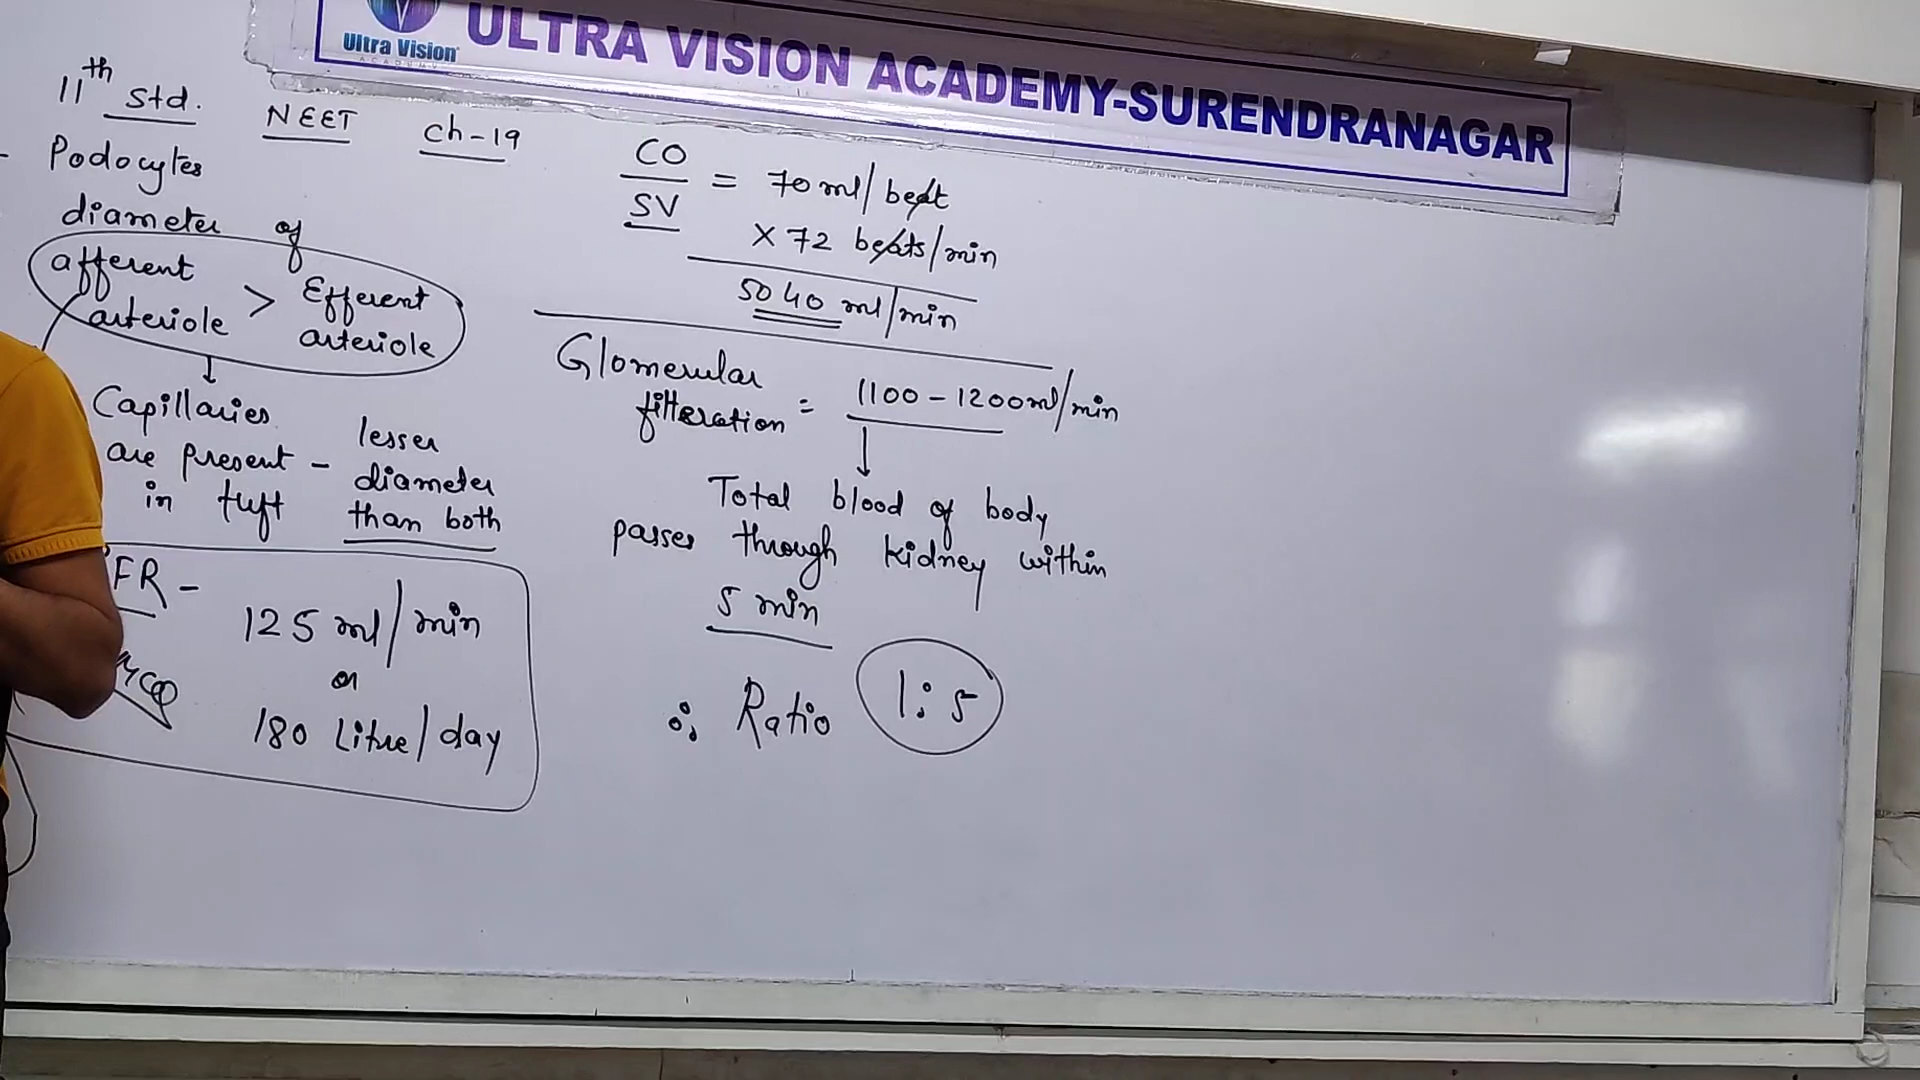 Ultra Vision
ACADEMY
ULTRA VISION ACADEMY-SURENDRANAGAR
11th Std. NEET Ch-19
- Podocytes
diameter of
afferent arteriole > Efferent arteriole
↓
Capillaries are present in tuft - lesser diameter than both
FR - 125 ml/min
or
180 Litre/day
MCQ
CO
SV = 70 ml/beat
X 72 beats/min
5040 ml/min
Glomerular
filteration = 1100 - 1200 ml/min
↓
Total blood of body
passes through kidney within
5 min
∴ Ratio 1:5